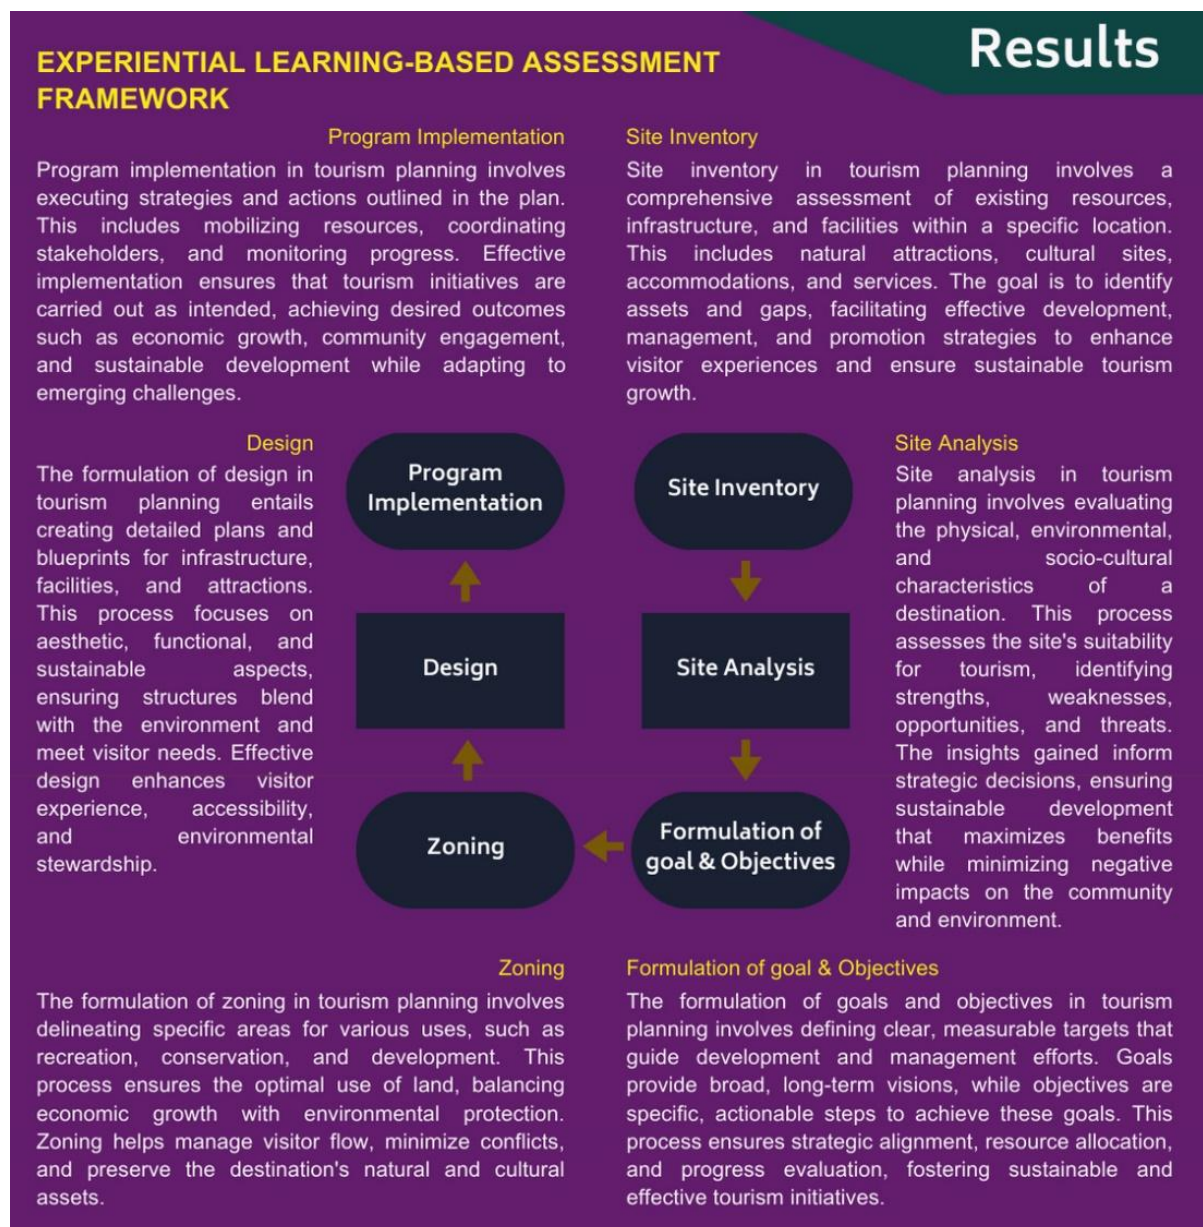 Results
EXPERIENTIAL LEARNING-BASED ASSESSMENT
FRAMEWORK
Program Implementation
Program implementation in tourism planning involves
executing strategies and actions outlined in the plan.
This includes mobilizing resources, coordinating
stakeholders, and monitoring progress. Effective
implementation ensures that tourism initiatives are
carried out as intended, achieving desired outcomes
such as economic growth, community engagement,
and sustainable development while adapting to
emerging challenges.
Site Inventory
Site inventory in tourism planning involves a
comprehensive assessment of existing resources,
infrastructure, and facilities within a specific location.
This includes natural attractions, cultural sites,
accommodations, and services. The goal is to identify
assets and gaps, facilitating effective development,
management, and promotion strategies to enhance
visitor experiences and ensure sustainable tourism
growth.
Design
The formulation of design in
tourism planning entails
creating detailed plans and
blueprints for infrastructure,
facilities, and attractions.
This process focuses on
aesthetic, functional, and
sustainable aspects,
ensuring structures blend
with the environment and
meet visitor needs. Effective
design enhances visitor
experience, accessibility,
and environmental
stewardship.
Program
Implementation
Site Inventory
Design
Site Analysis
Zoning
Formulation of
goal & Objectives
Site Analysis
Site analysis in tourism
planning involves evaluating
the physical, environmental,
and socio-cultural
characteristics of a
destination. This process
assesses the site's suitability
for tourism, identifying
strengths, weaknesses,
opportunities, and threats.
The insights gained inform
strategic decisions, ensuring
sustainable development
that maximizes benefits
while minimizing negative
impacts on the community
and environment.
Zoning
The formulation of zoning in tourism planning involves
delineating specific areas for various uses, such as
recreation, conservation, and development. This
process ensures the optimal use of land, balancing
economic growth with environmental protection.
Zoning helps manage visitor flow, minimize conflicts,
and preserve the destination's natural and cultural
assets.
Formulation of goal & Objectives
The formulation of goals and objectives in tourism
planning involves defining clear, measurable targets that
guide development and management efforts. Goals
provide broad, long-term visions, while objectives are
specific, actionable steps to achieve these goals. This
process ensures strategic alignment, resource allocation,
and progress evaluation, fostering sustainable and
effective tourism initiatives.